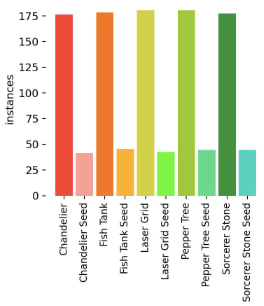 175
150
125
100
75
50
25
0
instances
Chandelier
Chandelier Seed
Fish Tank
Fish Tank Seed
Laser Grid
Laser Grid Seed
Pepper Tree
Pepper Tree Seed
Sorcerer Stone
Sorcerer Stone Seed